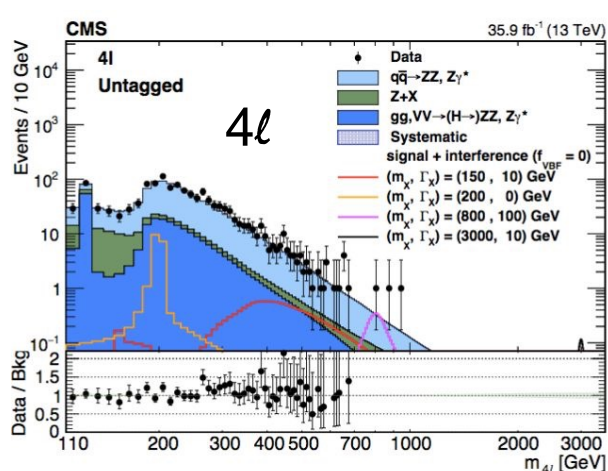 CMS 35.9 fb⁻¹ (13 TeV)
4l
Untagged
4ℓ
Data
qq̄→ZZ, Zγ*
Z+X
gg,VV→(H→)ZZ, Zγ*
Systematic
signal + interference (f_VBF = 0)
(m_X, Γ_X) = (150 , 10) GeV
(m_X, Γ_X) = (200 , 0) GeV
(m_X, Γ_X) = (800 , 100) GeV
(m_X, Γ_X) = (3000, 10) GeV
Events / 10 GeV
10⁴
10³
10²
10
1
10⁻¹
Data / Bkg
2
1.5
1
0.5
0
110 200 300 400 500 700 1000 2000 3000
m_4l [GeV]